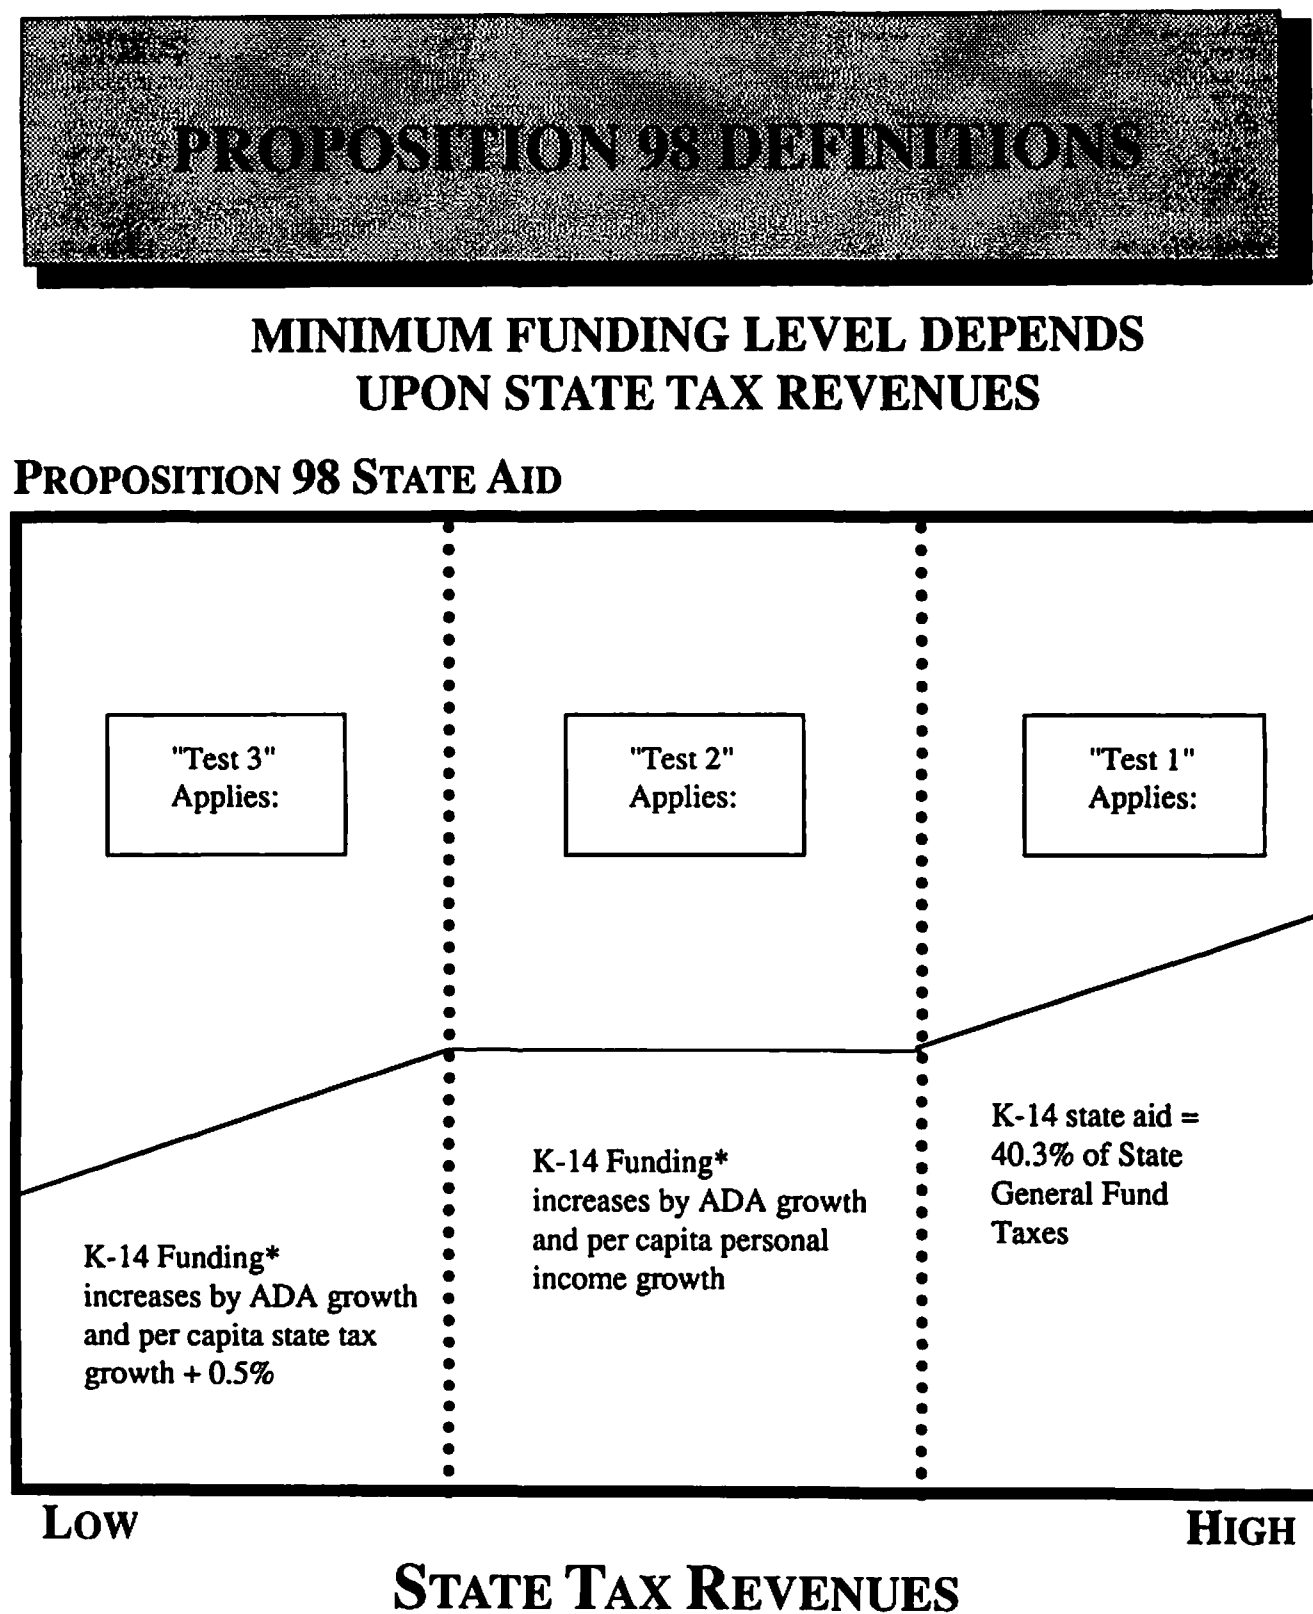 PROPOSITION 98 DEFINITIONS
MINIMUM FUNDING LEVEL DEPENDS
UPON STATE TAX REVENUES
PROPOSITION 98 STATE AID
"Test 3"
Applies:
"Test 2"
Applies:
"Test 1"
Applies:
K-14 Funding*
increases by ADA growth
and per capita state tax
growth + 0.5%
K-14 Funding*
increases by ADA growth
and per capita personal
income growth
K-14 state aid =
40.3% of State
General Fund
Taxes
LOW
HIGH
STATE TAX REVENUES